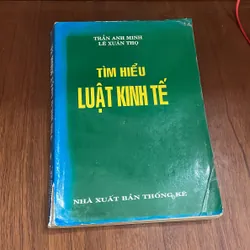 TRẦN ANH MINH
LÊ XUÂN THỌ
TÌM HIỂU
LUẬT KINH TẾ
NHÀ XUẤT BẢN THỐNG KÊ